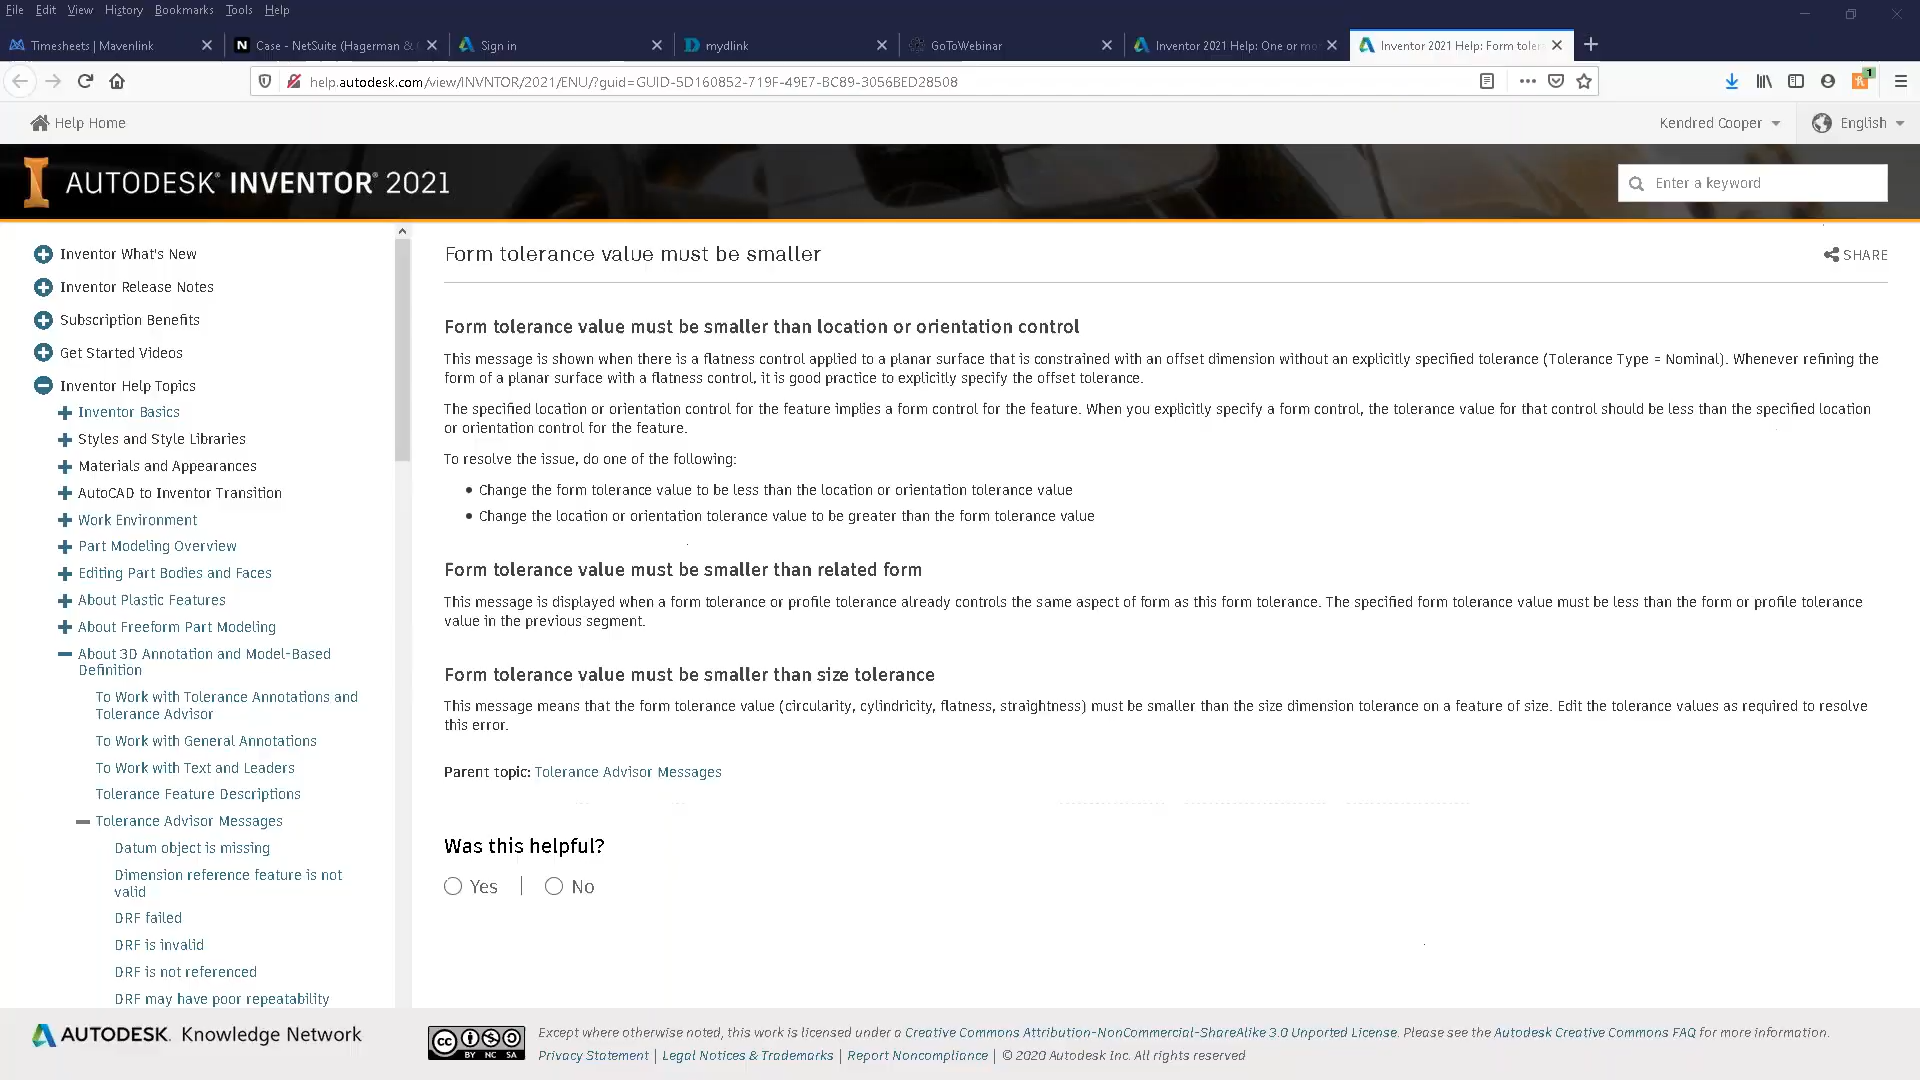 File Edit View History Bookmarks Tools Help
Timesheets | Mavenlink
Case - NetSuite (Hagerman &
Sign in
mydlink
GoToWebinar
Inventor 2021 Help: One or mo
Inventor 2021 Help: Form toler
help.autodesk.com/view/INVNTOR/2021/ENU/?guid=GUID-5D160852-719F-49E7-BC89-3056BED28508
1
Help Home
Kendred Cooper
English
AUTODESK® INVENTOR® 2021
Enter a keyword
Inventor What's New
Inventor Release Notes
Subscription Benefits
Get Started Videos
Inventor Help Topics
Inventor Basics
Styles and Style Libraries
Materials and Appearances
AutoCAD to Inventor Transition
Work Environment
Part Modeling Overview
Editing Part Bodies and Faces
About Plastic Features
About Freeform Part Modeling
About 3D Annotation and Model-Based
Definition
To Work with Tolerance Annotations and
Tolerance Advisor
To Work with General Annotations
To Work with Text and Leaders
Tolerance Feature Descriptions
Tolerance Advisor Messages
Datum object is missing
Dimension reference feature is not
valid
DRF failed
DRF is invalid
DRF is not referenced
DRF may have poor repeatability
Form tolerance value must be smaller
SHARE
Form tolerance value must be smaller than location or orientation control
This message is shown when there is a flatness control applied to a planar surface that is constrained with an offset dimension without an explicitly specified tolerance (Tolerance Type = Nominal). Whenever refining the
form of a planar surface with a flatness control, it is good practice to explicitly specify the offset tolerance.
The specified location or orientation control for the feature implies a form control for the feature. When you explicitly specify a form control, the tolerance value for that control should be less than the specified location
or orientation control for the feature.
To resolve the issue, do one of the following:
• Change the form tolerance value to be less than the location or orientation tolerance value
• Change the location or orientation tolerance value to be greater than the form tolerance value
Form tolerance value must be smaller than related form
This message is displayed when a form tolerance or profile tolerance already controls the same aspect of form as this form tolerance. The specified form tolerance value must be less than the form or profile tolerance
value in the previous segment.
Form tolerance value must be smaller than size tolerance
This message means that the form tolerance value (circularity, cylindricity, flatness, straightness) must be smaller than the size dimension tolerance on a feature of size. Edit the tolerance values as required to resolve
this error.
Parent topic: Tolerance Advisor Messages
Was this helpful?
Yes | No
AUTODESK. Knowledge Network
cc BY NC SA
Except where otherwise noted, this work is licensed under a Creative Commons Attribution-NonCommercial-ShareAlike 3.0 Unported License. Please see the Autodesk Creative Commons FAQ for more information.
Privacy Statement | Legal Notices & Trademarks | Report Noncompliance | © 2020 Autodesk Inc. All rights reserved